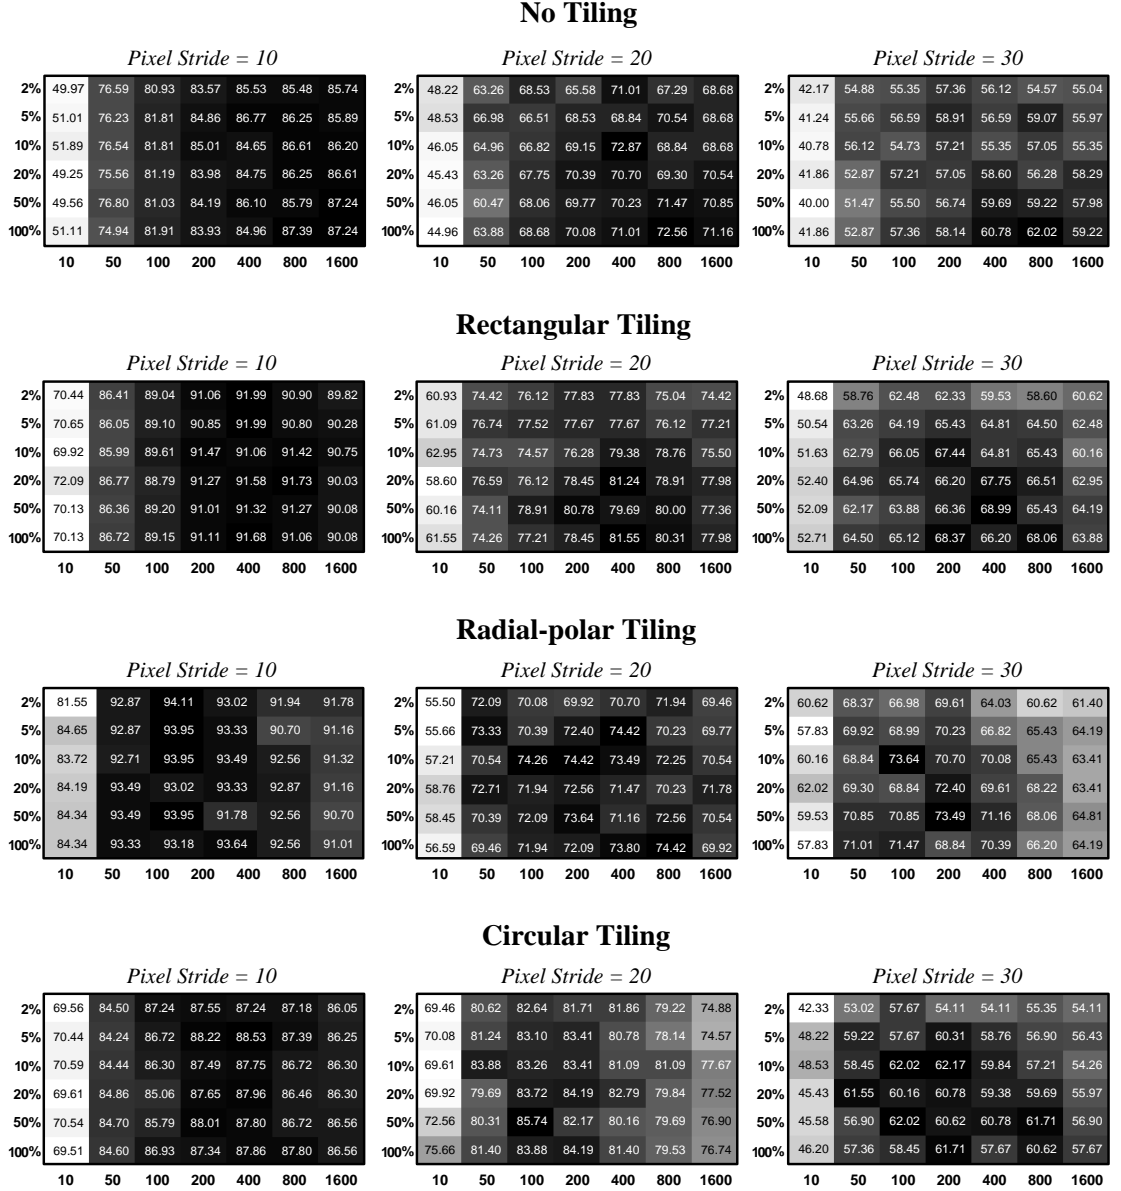 No Tiling
Pixel Stride = 10 Pixel Stride = 20 Pixel Stride = 30
2% 49.97 76.59 80.93 83.57 85.53 85.48 85.74 2% 48.22 63.26 68.53 65.58 71.01 67.29 68.68 2% 42.17 54.88 55.35 57.36 56.12 54.57 55.04
5% 51.01 76.23 81.81 84.86 86.77 86.25 85.89 5% 48.53 66.98 66.51 68.53 68.84 70.54 68.68 5% 41.24 55.66 56.59 58.91 56.59 59.07 55.97
10% 51.89 76.54 81.81 85.01 84.65 86.61 86.20 10% 46.05 64.96 66.82 69.15 72.87 68.84 68.68 10% 40.78 56.12 54.73 57.21 55.35 57.05 55.35
20% 49.25 75.56 81.19 83.98 84.75 86.25 86.61 20% 45.43 63.26 67.75 70.39 70.70 69.30 70.54 20% 41.86 52.87 57.21 57.05 58.60 56.28 58.29
50% 49.56 76.80 81.03 84.19 86.10 85.79 87.24 50% 46.05 60.47 68.06 69.77 70.23 71.47 70.85 50% 40.00 51.47 55.50 56.74 59.69 59.22 57.98
100% 51.11 74.94 81.91 83.93 84.96 87.39 87.24 100% 44.96 63.88 68.68 70.08 71.01 72.56 71.16 100% 41.86 52.87 57.36 58.14 60.78 62.02 59.22
10 50 100 200 400 800 1600 10 50 100 200 400 800 1600 10 50 100 200 400 800 1600
Rectangular Tiling
Pixel Stride = 10 Pixel Stride = 20 Pixel Stride = 30
2% 70.44 86.41 89.04 91.06 91.99 90.90 89.82 2% 60.93 74.42 76.12 77.83 77.83 75.04 74.42 2% 48.68 58.76 62.48 62.33 59.53 58.60 60.62
5% 70.65 86.05 89.10 90.85 91.99 90.80 90.28 5% 61.09 76.74 77.52 77.67 77.67 76.12 77.21 5% 50.54 63.26 64.19 65.43 64.81 64.50 62.48
10% 69.92 85.99 89.61 91.47 91.06 91.42 90.75 10% 62.95 74.73 74.57 76.28 79.38 78.76 75.50 10% 51.63 62.79 66.05 67.44 64.81 65.43 60.16
20% 72.09 86.77 88.79 91.27 91.58 91.73 90.03 20% 58.60 76.59 76.12 78.45 81.24 78.91 77.98 20% 52.40 64.96 65.74 66.20 67.75 66.51 62.95
50% 70.13 86.36 89.20 91.01 91.32 91.27 90.08 50% 60.16 74.11 78.91 80.78 79.69 80.00 77.36 50% 52.09 62.17 63.88 66.36 68.99 65.43 64.19
100% 70.13 86.72 89.15 91.11 91.68 91.06 90.08 100% 61.55 74.26 77.21 78.45 81.55 80.31 77.98 100% 52.71 64.50 65.12 68.37 66.20 68.06 63.88
10 50 100 200 400 800 1600 10 50 100 200 400 800 1600 10 50 100 200 400 800 1600
Radial-polar Tiling
Pixel Stride = 10 Pixel Stride = 20 Pixel Stride = 30
2% 81.55 92.87 94.11 93.02 91.94 91.78 2% 55.50 72.09 70.08 69.92 70.70 71.94 69.46 2% 60.62 68.37 66.98 69.61 64.03 60.62 61.40
5% 84.65 92.87 93.95 93.33 90.70 91.16 5% 55.66 73.33 70.39 72.40 74.42 70.23 69.77 5% 57.83 69.92 68.99 70.23 66.82 65.43 64.19
10% 83.72 92.71 93.95 93.49 92.56 91.32 10% 57.21 70.54 74.26 74.42 73.49 72.25 70.54 10% 60.16 68.84 73.64 70.70 70.08 65.43 63.41
20% 84.19 93.49 93.02 93.33 92.87 91.16 20% 58.76 72.71 71.94 72.56 71.47 70.23 71.78 20% 62.02 69.30 68.84 72.40 69.61 68.22 63.41
50% 84.34 93.49 93.95 91.78 92.56 90.70 50% 58.45 70.39 72.09 73.64 71.16 72.56 70.54 50% 59.53 70.85 70.85 73.49 71.16 68.06 64.81
100% 84.34 93.33 93.18 93.64 92.56 91.01 100% 56.59 69.46 71.94 72.09 73.80 74.42 69.92 100% 57.83 71.01 71.47 68.84 70.39 66.20 64.19
10 50 100 200 400 800 1600 10 50 100 200 400 800 1600 10 50 100 200 400 800 1600
Circular Tiling
Pixel Stride = 10 Pixel Stride = 20 Pixel Stride = 30
2% 69.56 84.50 87.24 87.55 87.24 87.18 86.05 2% 69.46 80.62 82.64 81.71 81.86 79.22 74.88 2% 42.33 53.02 57.67 54.11 54.11 55.35 54.11
5% 70.44 84.24 86.72 88.22 88.53 87.39 86.25 5% 70.08 81.24 83.10 83.41 80.78 78.14 74.57 5% 48.22 59.22 57.67 60.31 58.76 56.90 56.43
10% 70.59 84.44 86.30 87.49 87.75 86.72 86.30 10% 69.61 83.88 83.26 83.41 81.09 81.09 77.67 10% 48.53 58.45 62.02 62.17 59.84 57.21 54.26
20% 69.61 84.86 85.06 87.65 87.96 86.46 86.30 20% 69.92 79.69 83.72 84.19 82.79 79.84 77.52 20% 45.43 61.55 60.16 60.78 59.38 59.69 55.97
50% 70.54 84.70 85.79 88.01 87.80 86.72 86.56 50% 72.56 80.31 85.74 82.17 80.16 79.69 76.90 50% 45.58 56.90 62.02 60.62 60.78 61.71 56.90
100% 69.51 84.60 86.93 87.34 87.86 87.80 86.56 100% 75.66 81.40 83.88 84.19 81.40 79.53 76.74 100% 46.20 57.36 58.45 61.71 57.67 60.62 57.67
10 50 100 200 400 800 1600 10 50 100 200 400 800 1600 10 50 100 200 400 800 1600